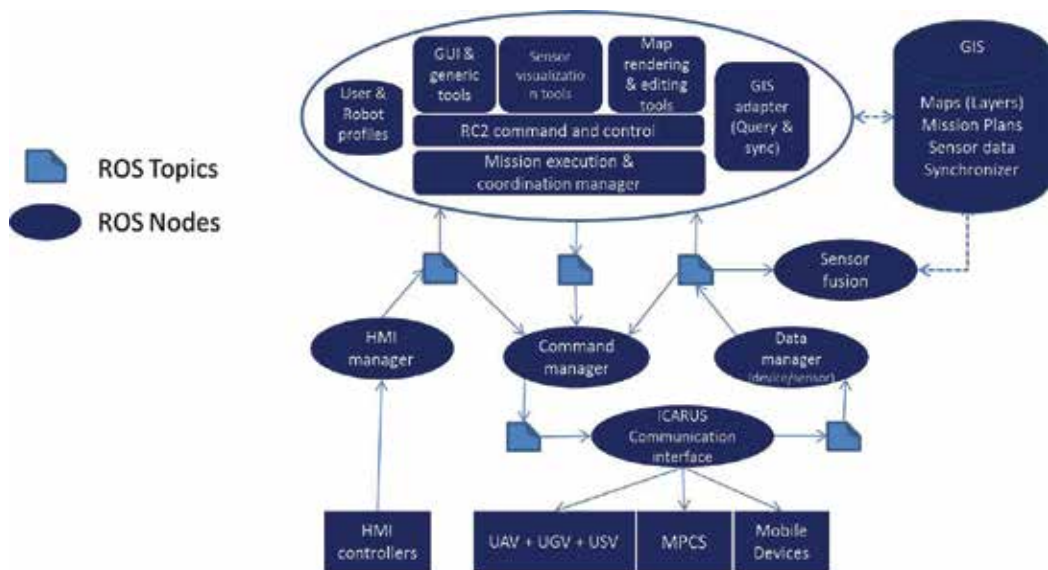 GUI &
generic
tools
Sensor
visualizatio
n tools
Map
rendering
& editing
tools
User &
Robot
profiles
GIS
adapter
(Query &
sync)
RC2 command and control
Mission execution &
coordination manager
GIS
Maps (Layers)
Mission Plans
Sensor data
Synchronizer
ROS Topics
ROS Nodes
Sensor
fusion
HMI
manager
Command
manager
Data
manager
(device/sensor)
ICARUS
Communication
interface
HMI
controllers
UAV + UGV + USV
MPCS
Mobile
Devices